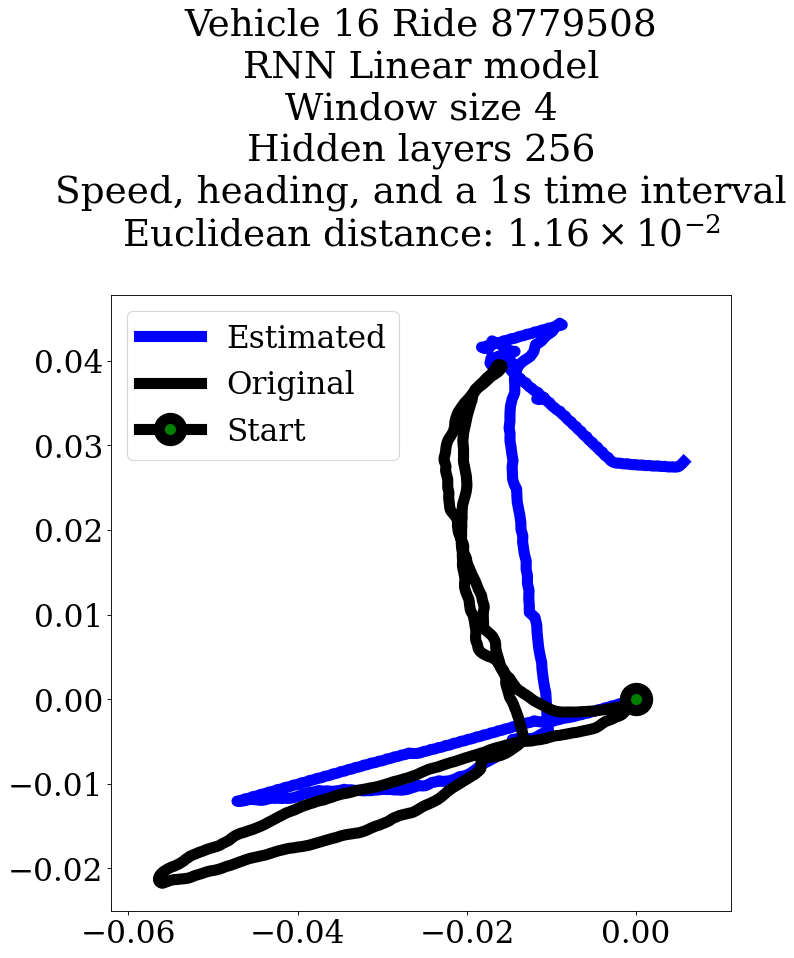 Vehicle 16 Ride 8779508
RNN Linear model
Window size 4
Hidden layers 256
Speed, heading, and a 1s time interval
Euclidean distance: 1.16 × 10⁻²
Estimated
Original
Start
0.04
0.03
0.02
0.01
0.00
−0.01
−0.02
−0.06 −0.04 −0.02 0.00